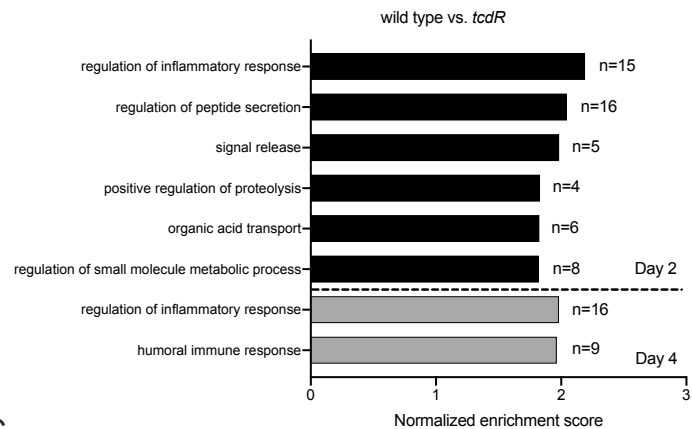 wild type vs. tcdR
regulation of inflammatory response n=15
regulation of peptide secretion n=16
signal release n=5
positive regulation of proteolysis n=4
organic acid transport n=6
regulation of small molecule metabolic process n=8 Day 2
regulation of inflammatory response n=16
humoral immune response n=9
Day 4
0 1 2 3
Normalized enrichment score